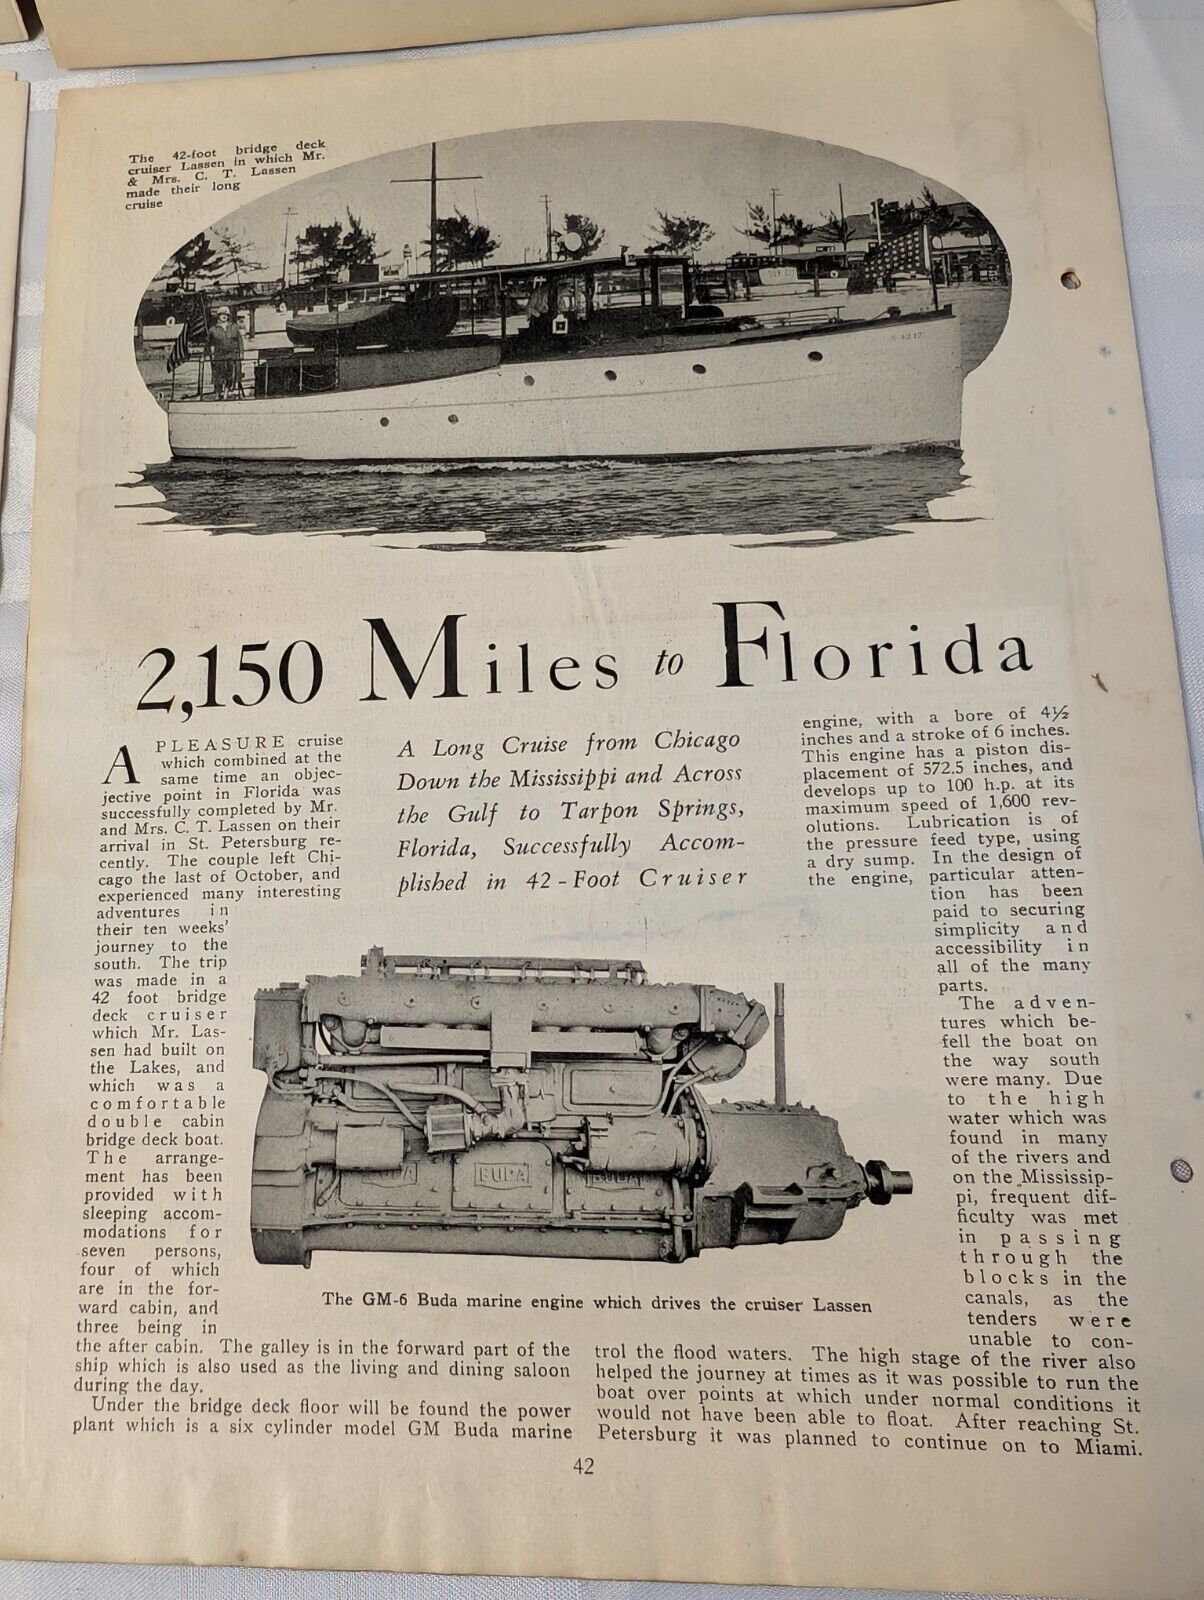 The 42-foot bridge deck
cruiser Lassen in which Mr.
& Mrs. C. T. Lassen
made their long
cruise
2,150 Miles to Florida
A PLEASURE cruise
which combined at the
same time an objec-
jective point in Florida was
successfully completed by Mr.
and Mrs. C. T. Lassen on their
arrival in St. Petersburg re-
cently. The couple left Chi-
cago the last of October, and
experienced many interesting
adventures in
their ten weeks'
journey to the
south. The trip
was made in a
42 foot bridge
deck cruiser
which Mr. Las-
sen had built on
the Lakes, and
which was a
comfortable
double cabin
bridge deck boat.
The arrange-
ment has been
provided with
sleeping accom-
modations for
seven persons,
four of which
are in the for-
ward cabin, and
three being in
the after cabin. The galley is in the forward part of the
ship which is also used as the living and dining saloon
during the day.
Under the bridge deck floor will be found the power
plant which is a six cylinder model GM Buda marine
A Long Cruise from Chicago
Down the Mississippi and Across
the Gulf to Tarpon Springs,
Florida, Successfully Accom-
plished in 42-Foot Cruiser
BUDA
BUDA
BUDA
The GM-6 Buda marine engine which drives the cruiser Lassen
engine, with a bore of 4½
inches and a stroke of 6 inches.
This engine has a piston dis-
placement of 572.5 inches, and
develops up to 100 h.p. at its
maximum speed of 1,600 rev-
olutions. Lubrication is of
the pressure feed type, using
a dry sump. In the design of
the engine, particular atten-
tion has been
paid to securing
simplicity and
accessibility in
all of the many
parts.
The adven-
tures which be-
fell the boat on
the way south
were many. Due
to the high
water which was
found in many
of the rivers and
on the Mississip-
pi, frequent dif-
ficulty was met
in passing
through the
blocks in the
canals, as the
tenders were
unable to con-
trol the flood waters. The high stage of the river also
helped the journey at times as it was possible to run the
boat over points at which under normal conditions it
would not have been able to float. After reaching St.
Petersburg it was planned to continue on to Miami.
42